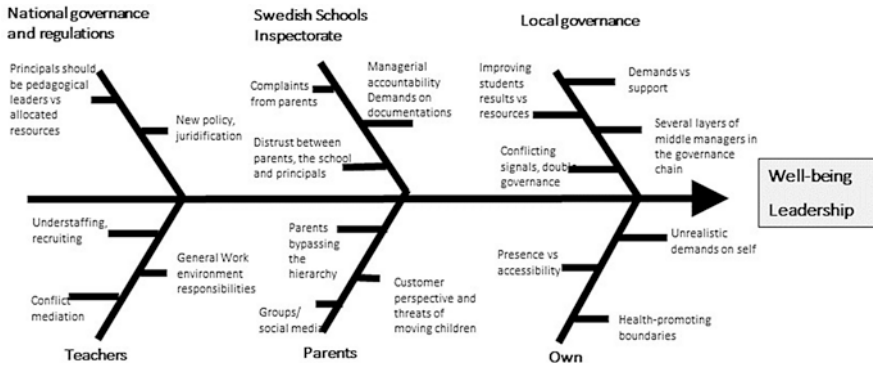 National governance
and regulations
Swedish Schools
Inspectorate
Local governance
Principals should
be pedagogical
leaders vs
allocated
resources
New policy,
juridification
Complaints
from parents
Managerial
accountability
Demands on
documentations
Distrust between
parents, the school
and principals
Improving
students
results vs
resources
Demands vs
support
Several layers of
middle managers in
the governance
chain
Conflicting
signals, double
governance
Well-being
Leadership
Understaffing,
recruiting
General Work
environment
responsibilities
Conflict
mediation
Teachers
Parents
bypassing
the
hierarchy
Customer
perspective and
threats of
moving children
Groups/
social media
Parents
Unrealistic
demands on self
Presence vs
accessibility
Health-promoting
boundaries
Own